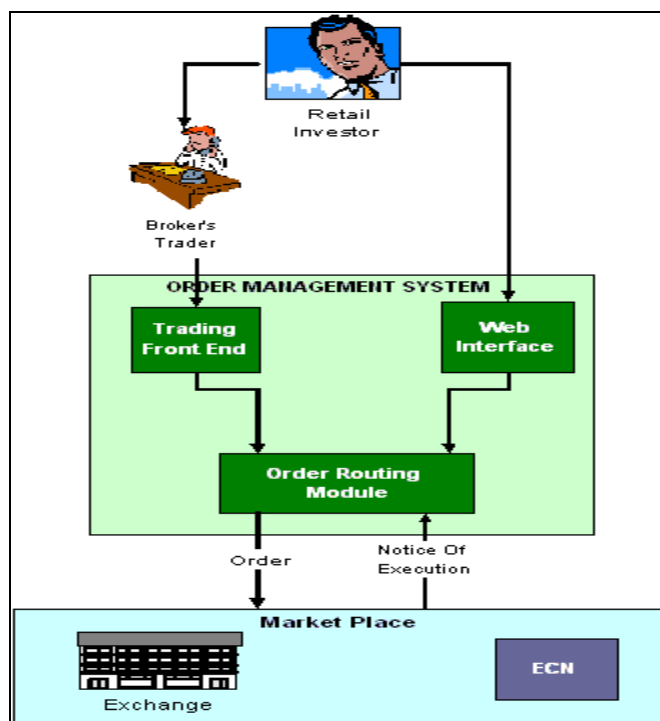 Retail
Investor
Broker's
Trader
ORDER MANAGEMENT SYSTEM
Trading
Front End
Web
Interface
Order Routing
Module
Order
Notice Of
Execution
Market Place
Exchange
ECN